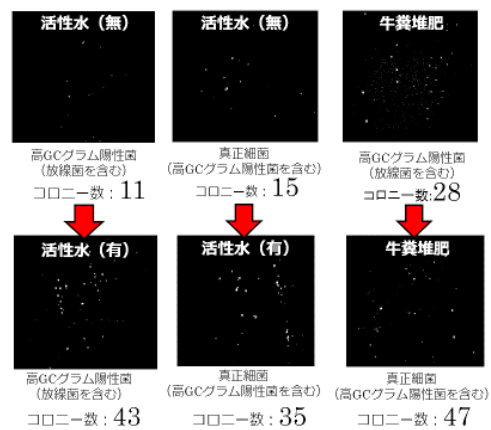 活性水（無）
高GCグラム陽性菌
（放線菌を含む）
コロニー数：11
活性水（無）
真正細菌
（高GCグラム陽性菌を含む）
コロニー数：15
牛糞堆肥
高GCグラム陽性菌
（放線菌を含む）
コロニー数:28
活性水（有）
高GCグラム陽性菌
（放線菌を含む）
コロニー数：43
活性水（有）
真正細菌
（高GCグラム陽性菌を含む）
コロニー数：35
牛糞堆肥
真正細菌
（高GCグラム陽性菌を含む）
コロニー数：47